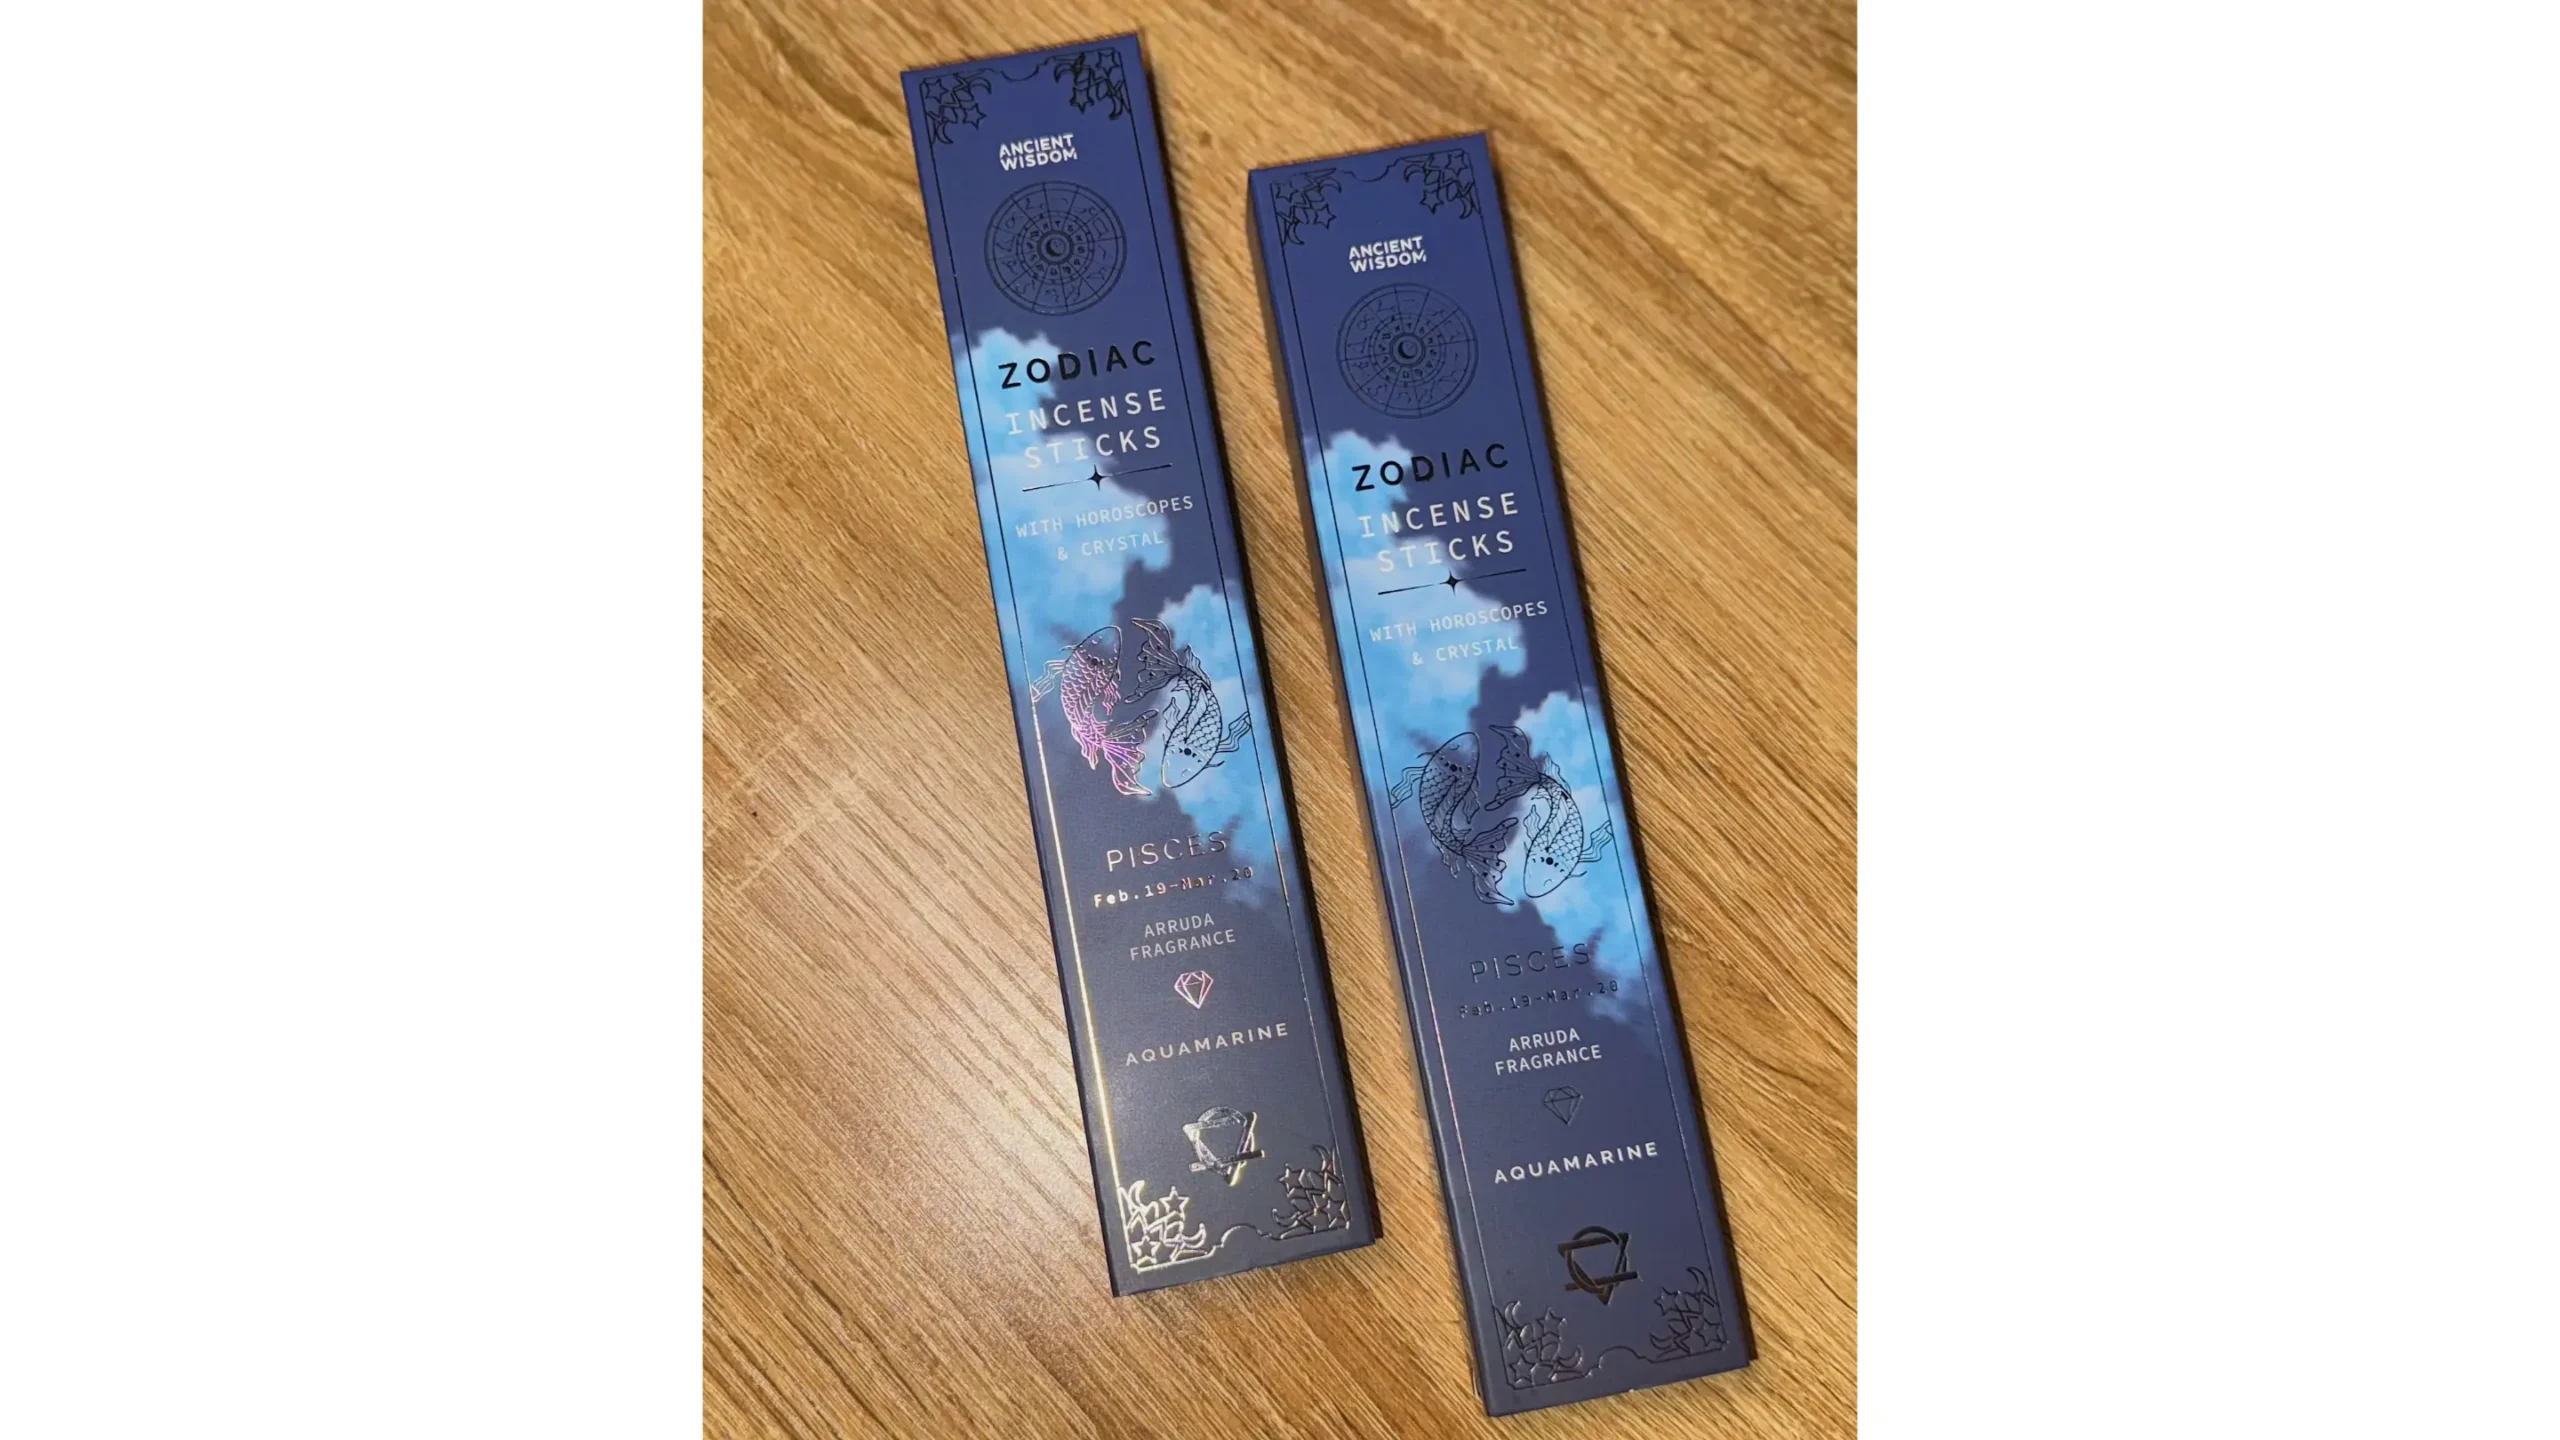 ANCIENT
WISDOM
ZODIAC
INCENSE
STICKS
WITH HOROSCOPES
& CRYSTAL
PISCES
Feb.19-Mar.20
ARRUDA
FRAGRANCE
AQUAMARINE
ANCIENT
WISDOM
ZODIAC
INCENSE
STICKS
WITH HOROSCOPES
& CRYSTAL
PISCES
Feb.19-Mar.20
ARRUDA
FRAGRANCE
AQUAMARINE